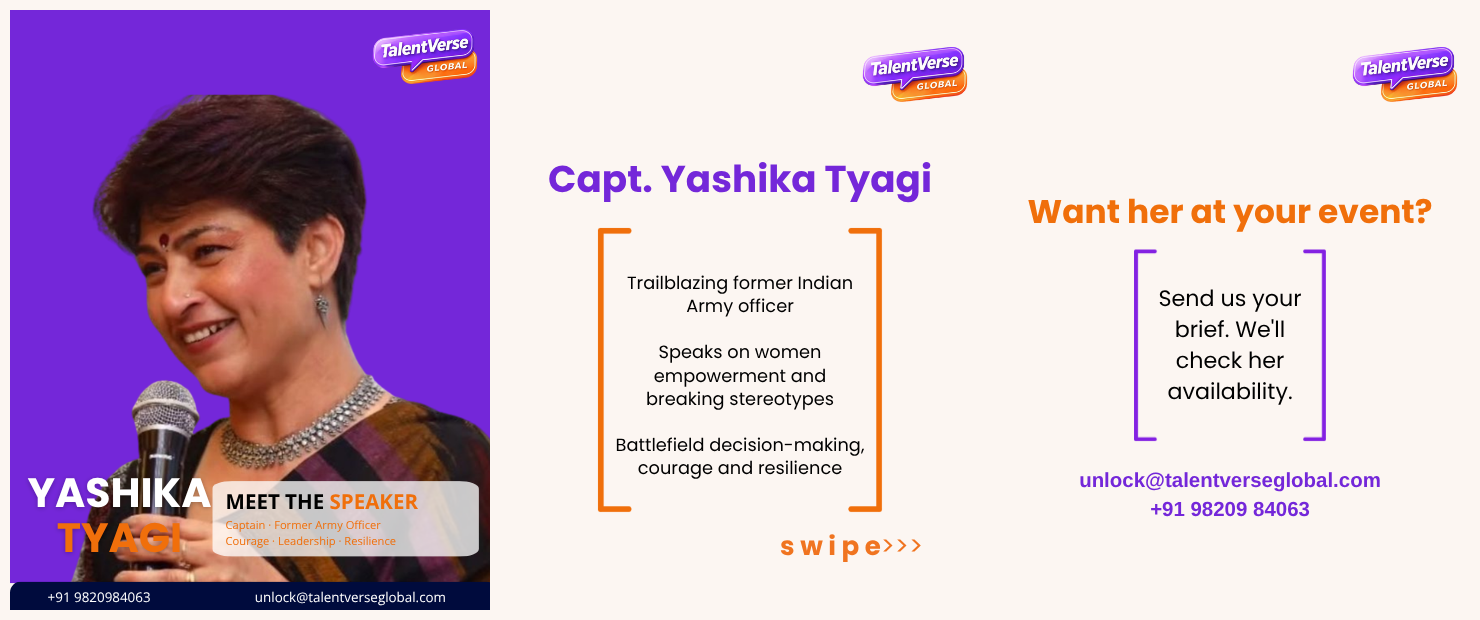 TalentVerse
GLOBAL
YASHIKA
TYAGI
MEET THE SPEAKER
Captain · Former Army Officer
Courage · Leadership · Resilience
+91 9820984063
unlock@talentverseglobal.com
TalentVerse
GLOBAL
Capt. Yashika Tyagi
Trailblazing former Indian
Army officer
Speaks on women
empowerment and
breaking stereotypes
Battlefield decision-making,
courage and resilience
swipe>>>
TalentVerse
GLOBAL
Want her at your event?
Send us your
brief. We'll
check her
availability.
unlock@talentverseglobal.com
+91 98209 84063